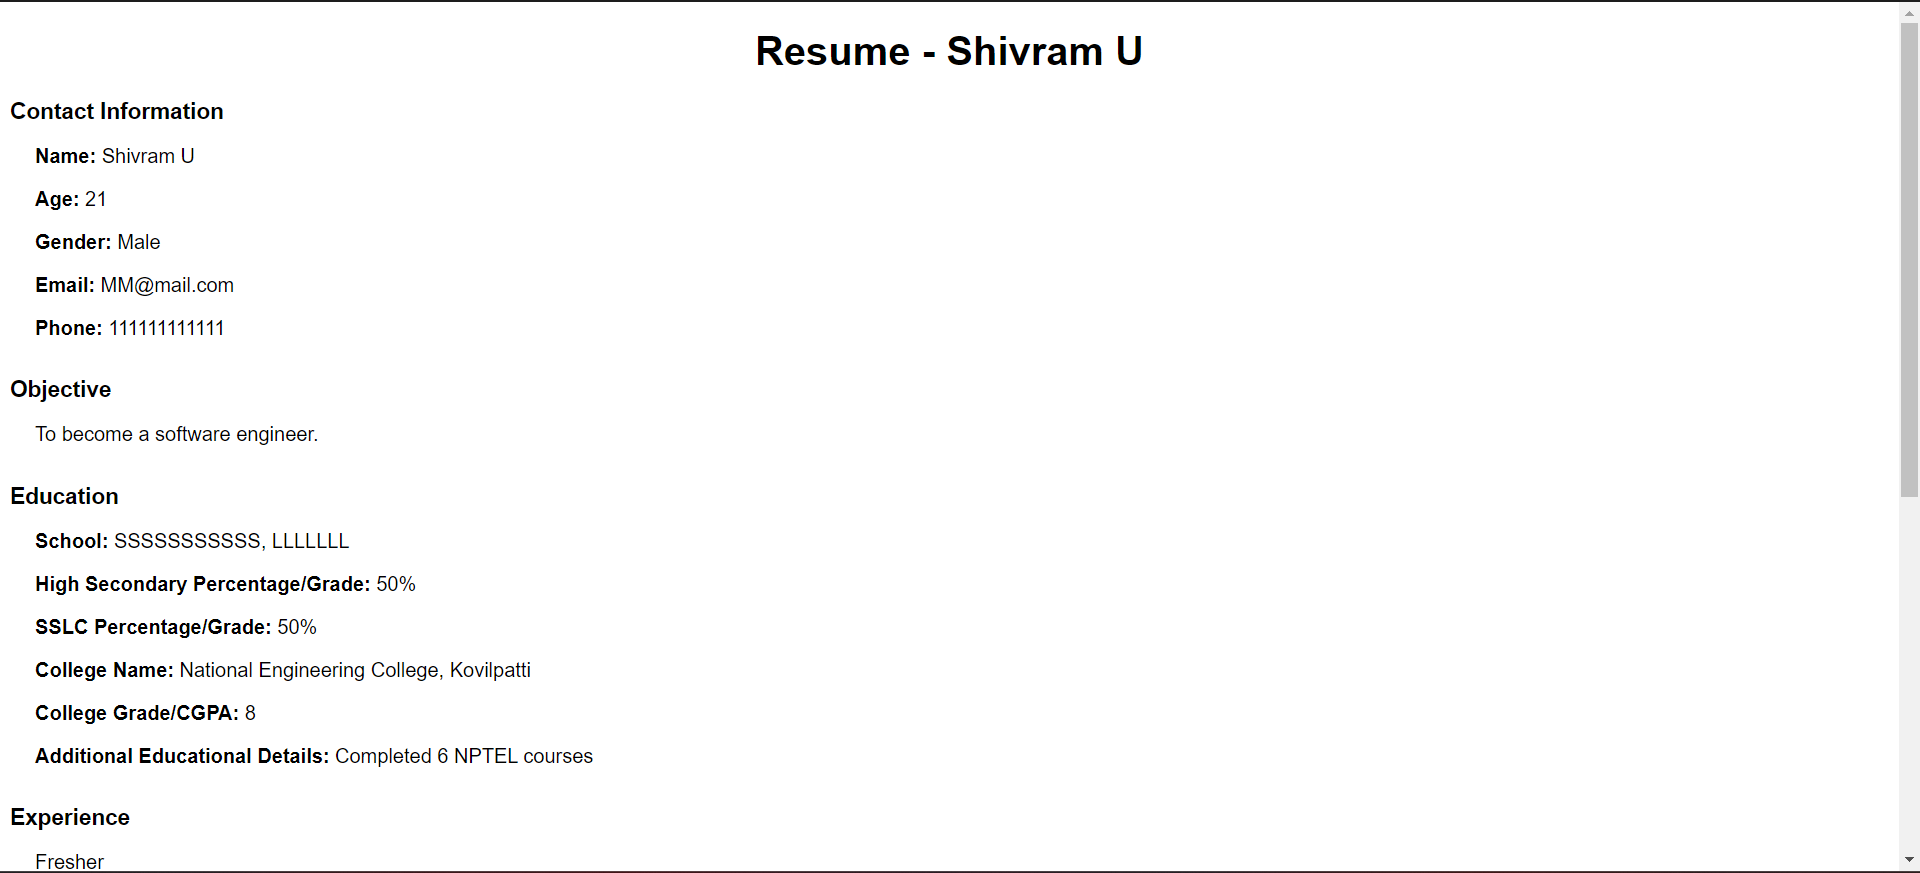 Resume - Shivram U
Contact Information
Name: Shivram U
Age: 21
Gender: Male
Email: MM@mail.com
Phone: 111111111111
Objective
To become a software engineer.
Education
School: SSSSSSSSSSS, LLLLLLL
High Secondary Percentage/Grade: 50%
SSLC Percentage/Grade: 50%
College Name: National Engineering College, Kovilpatti
College Grade/CGPA: 8
Additional Educational Details: Completed 6 NPTEL courses
Experience
Fresher